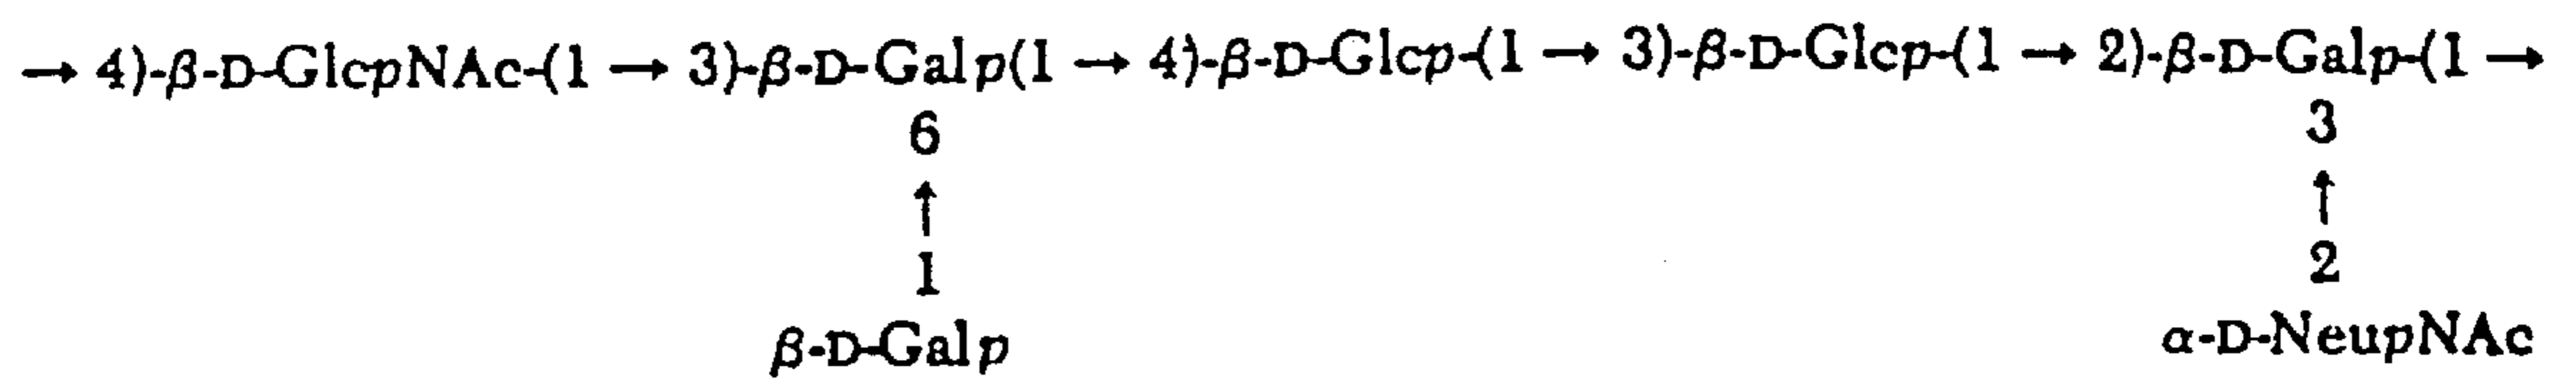 → 4)-β-D-GlcpNAc-(1 → 3)-β-D-Galp(1 → 4)-β-D-Glcp-(1 → 3)-β-D-Glcp-(1 → 2)-β-D-Galp-(1 →
6 3
↑ ↑
1 2
β-D-Galp α-D-NeupNAc